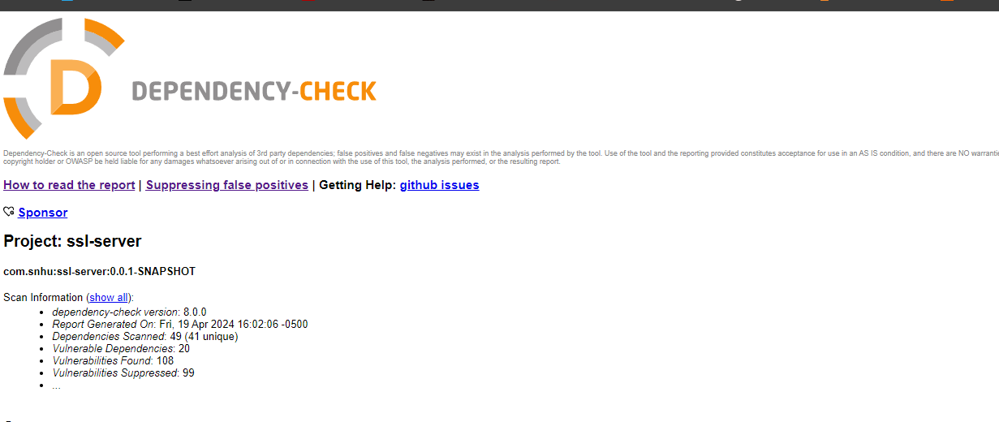 D
DEPENDENCY-CHECK
Dependency-Check is an open source tool performing a best effort analysis of 3rd party dependencies; false positives and false negatives may exist in the analysis performed by the tool. Use of the tool and the reporting provided constitutes acceptance for use in an AS IS condition, and there are NO warrantie
copyright holder or OWASP be held liable for any damages whatsoever arising out of or in connection with the use of this tool, the analysis performed, or the resulting report.
How to read the report | Suppressing false positives | Getting Help: github issues
Sponsor
Project: ssl-server
com.snhu:ssl-server:0.0.1-SNAPSHOT
Scan Information (show all):
• dependency-check version: 8.0.0
• Report Generated On: Fri, 19 Apr 2024 16:02:06 -0500
• Dependencies Scanned: 49 (41 unique)
• Vulnerable Dependencies: 20
• Vulnerabilities Found: 108
• Vulnerabilities Suppressed: 99
• ...